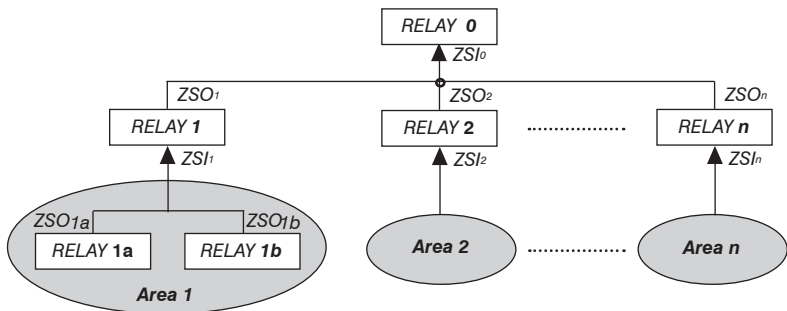 RELAY 0
ZSI0
ZSO1 ZSO2 ZSOn
RELAY 1 RELAY 2 RELAY n
ZSI1 ZSI2 ZSIn
ZSO1a ZSO1b
RELAY 1a RELAY 1b
Area 2 Area n
Area 1